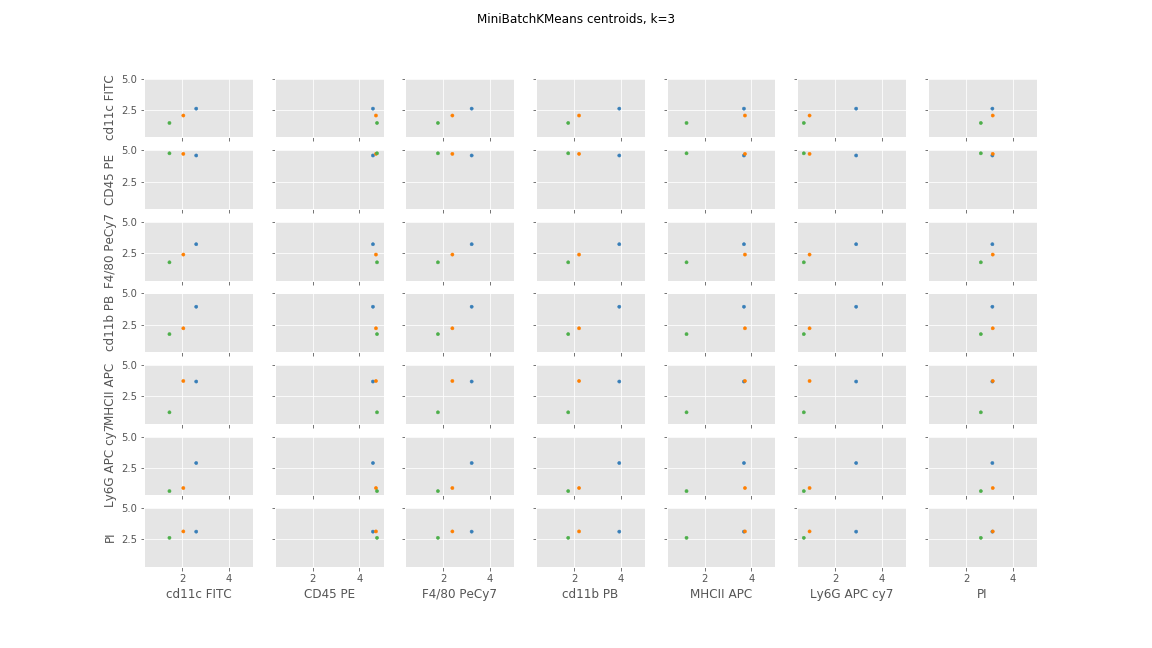 MiniBatchKMeans centroids, k=3
cd11c FITC
5.0
2.5
CD45 PE
5.0
2.5
F4/80 PeCy7
5.0
2.5
cd11b PB
5.0
2.5
MHCII APC
5.0
2.5
Ly6G APC cy7
5.0
2.5
PI
5.0
2.5
2 4 2 4 2 4 2 4 2 4 2 4 2 4
cd11c FITC CD45 PE F4/80 PeCy7 cd11b PB MHCII APC Ly6G APC cy7 PI